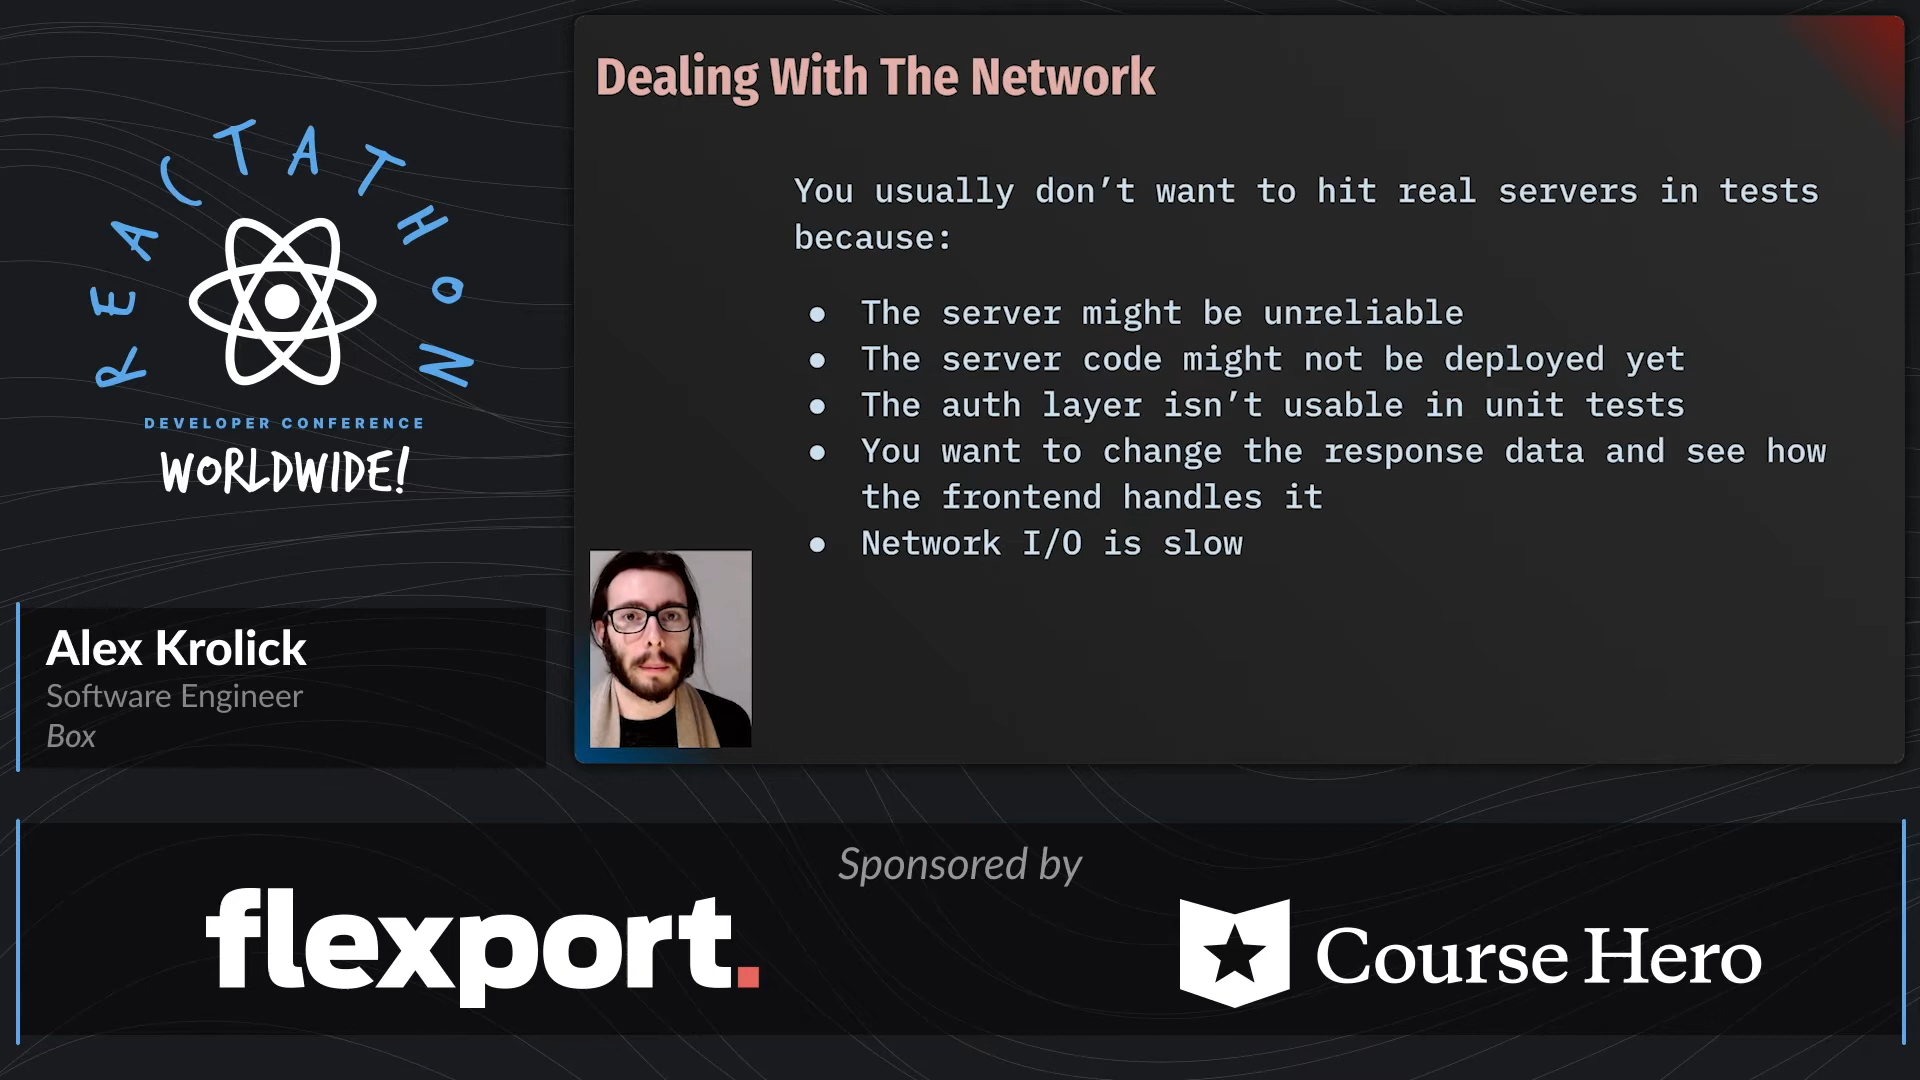 REACTATHON
DEVELOPER CONFERENCE
WORLDWIDE!
Dealing With The Network
You usually don’t want to hit real servers in tests
because:
● The server might be unreliable
● The server code might not be deployed yet
● The auth layer isn’t usable in unit tests
● You want to change the response data and see how
the frontend handles it
● Network I/O is slow
Alex Krolick
Software Engineer
Box
Sponsored by
flexport.
Course Hero